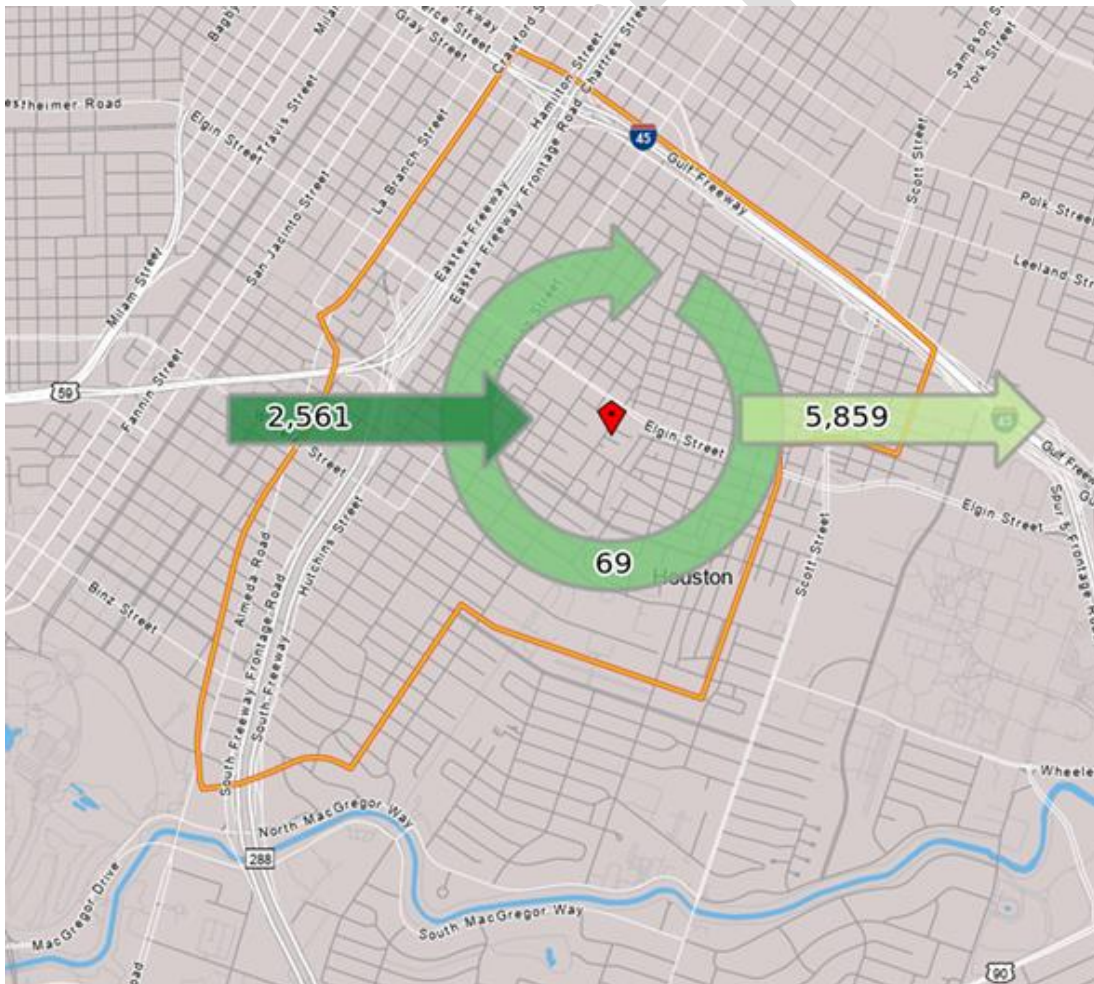 Gray Street
Crawford
Hamilton Street
Chartres Street
Sampson Street
York Street
Elgin Street
Travis Street
La Branch Street
45
Scott Street
Gulf Freeway
Polk Street
San Jacinto Street
Eastex Freeway
Eastex Freeway Frontage Road
Leeland
Milam Street
59
Fannin Street
2,561
5,859
Elgin Street
Street
Gulf
Elgin Street
Hutchins Street
Scott Street
Spur 5 Frontage
69
Houston
Almeda Road
Binz Street
South Freeway Frontage Road
South Freeway
North MacGregor Way
288
MacGregor Drive
South MacGregor Way
90